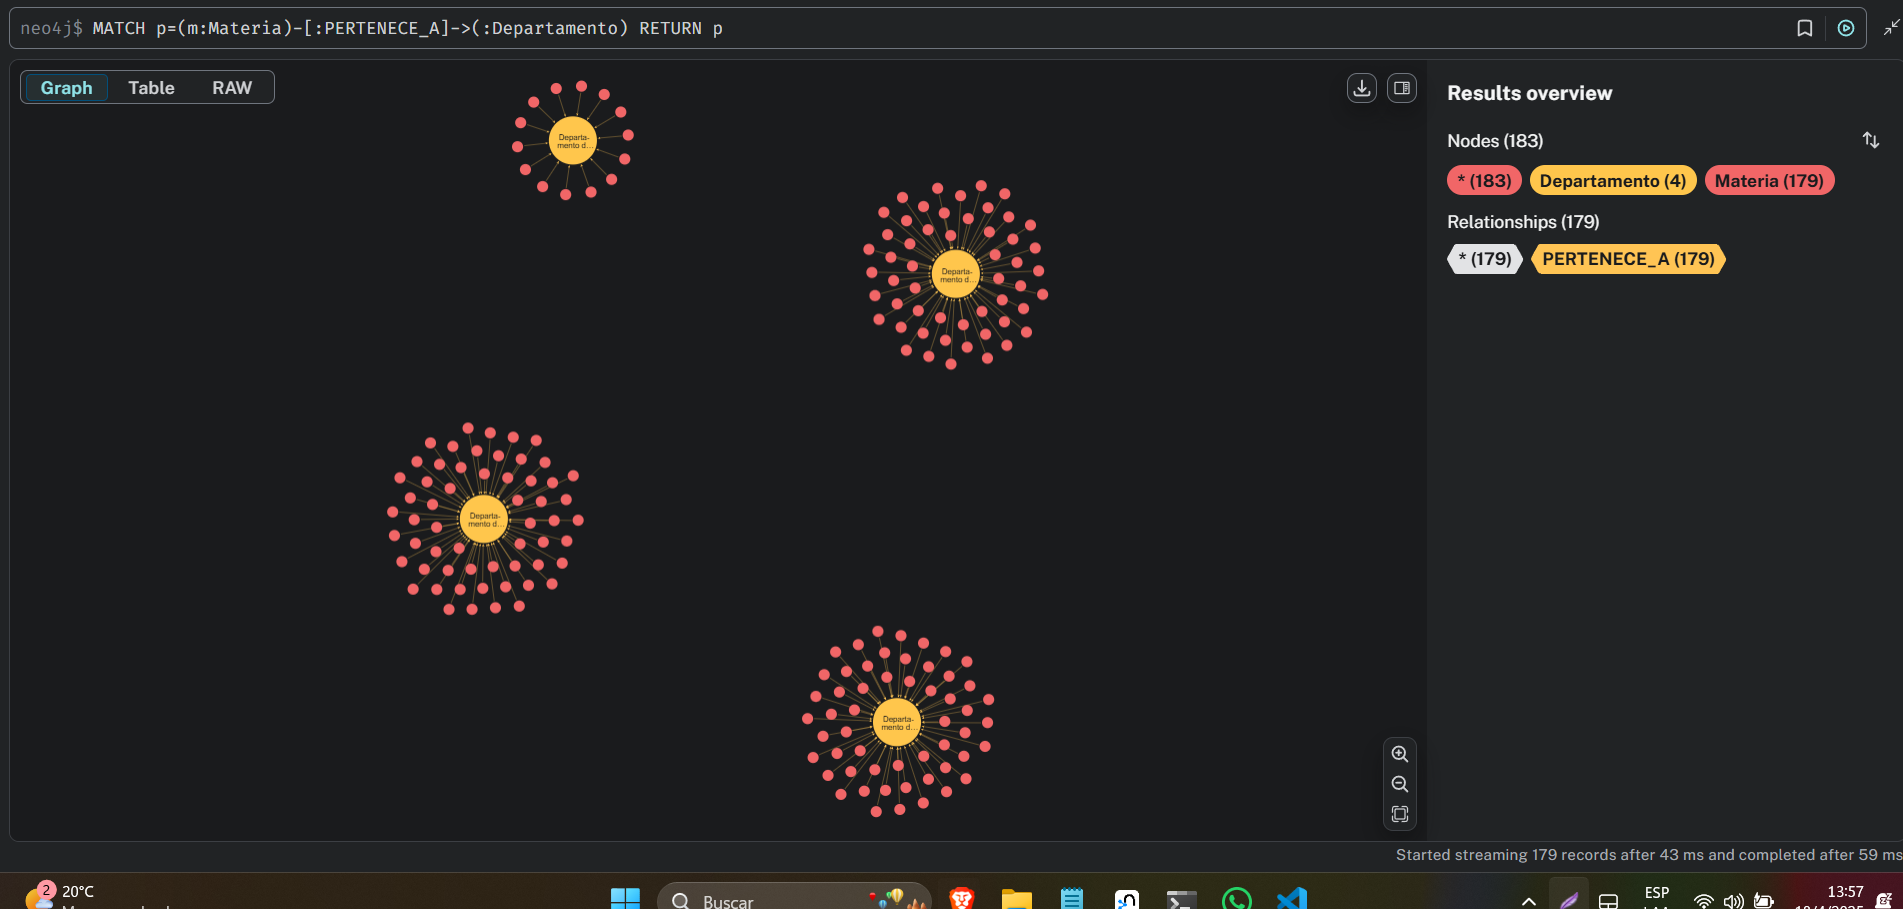 neo4j$ MATCH p=(m:Materia)-[:PERTENECE_A]->(:Departamento) RETURN p
Graph Table RAW
Results overview
Nodes (183)
* (183) Departamento (4) Materia (179)
Relationships (179)
* (179) PERTENECE_A (179)
Departa-
mento d...
Departa-
mento d...
Departa-
mento d...
Departa-
mento d...
Started streaming 179 records after 43 ms and completed after 59 ms
2
20°C
Buscar
ESP
13:57